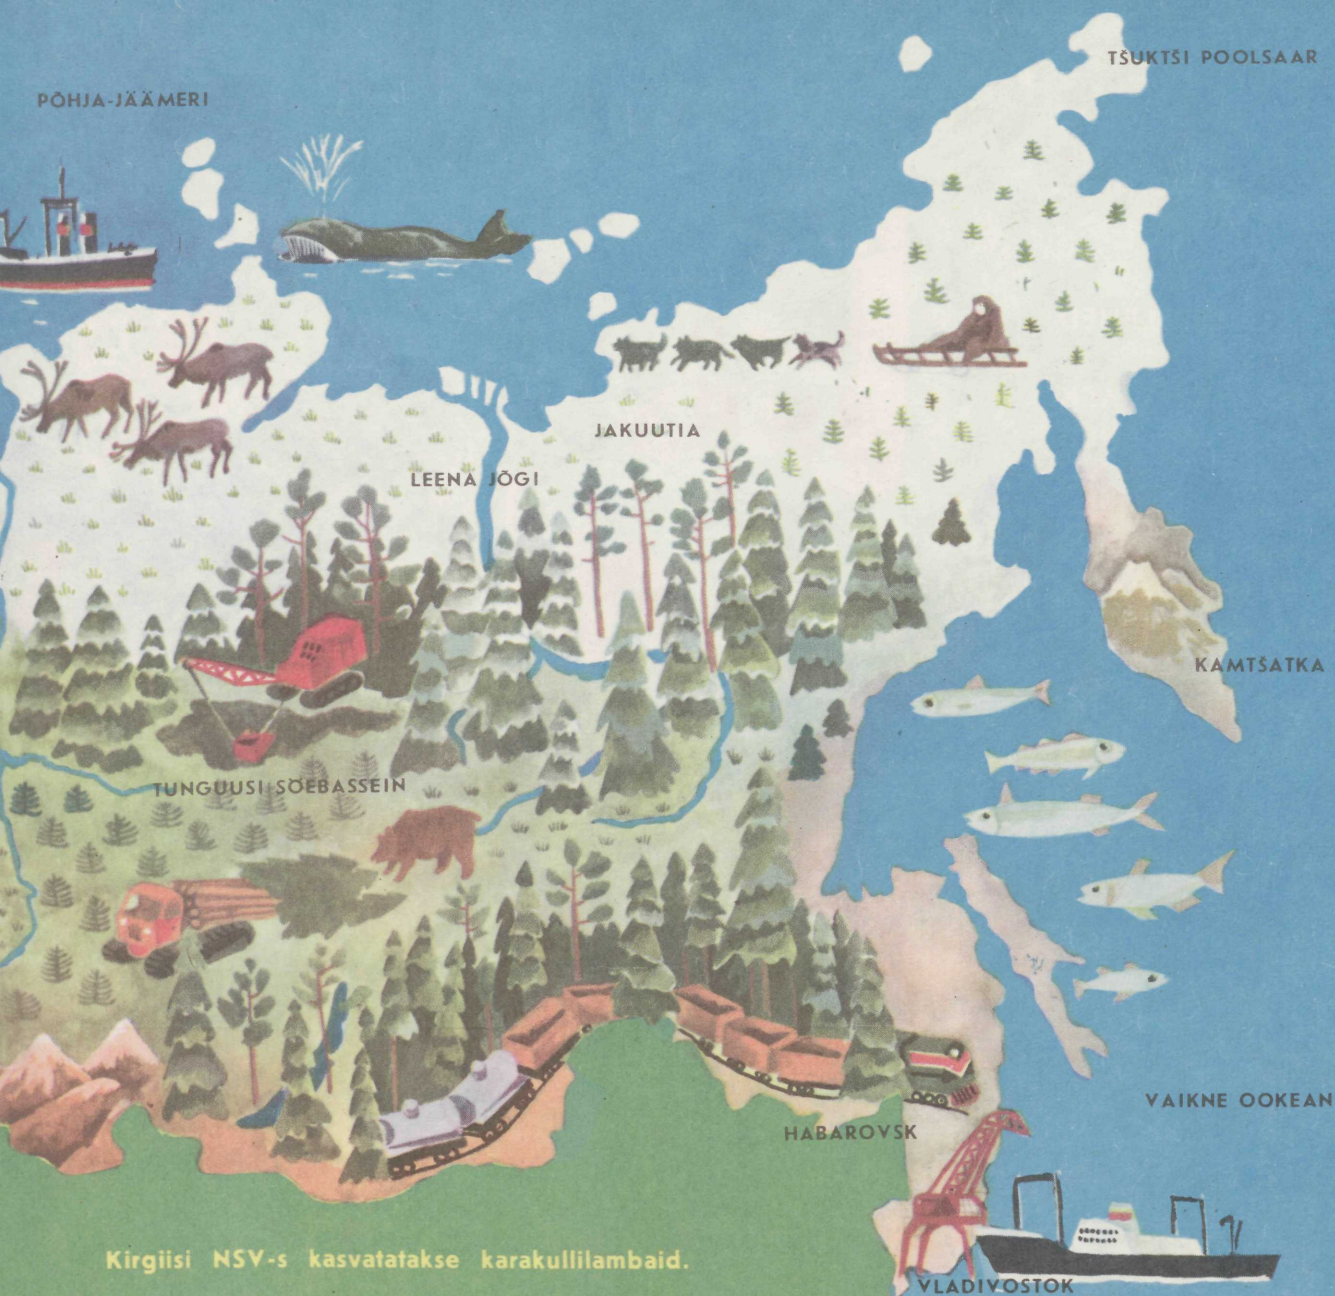 TŠUKTŠI POOLSAAR
PÕHJA-JÄÄMERI
JAKUUTIA
LEENA JÕGI
KAMTŠATKA
TUNGUUSI SÖEBASSEIN
VAIKNE OOKEAN
HABAROVSK
Kirgiisi NSV-s kasvatatakse karakullilambaid.
VLADIVOSTOK